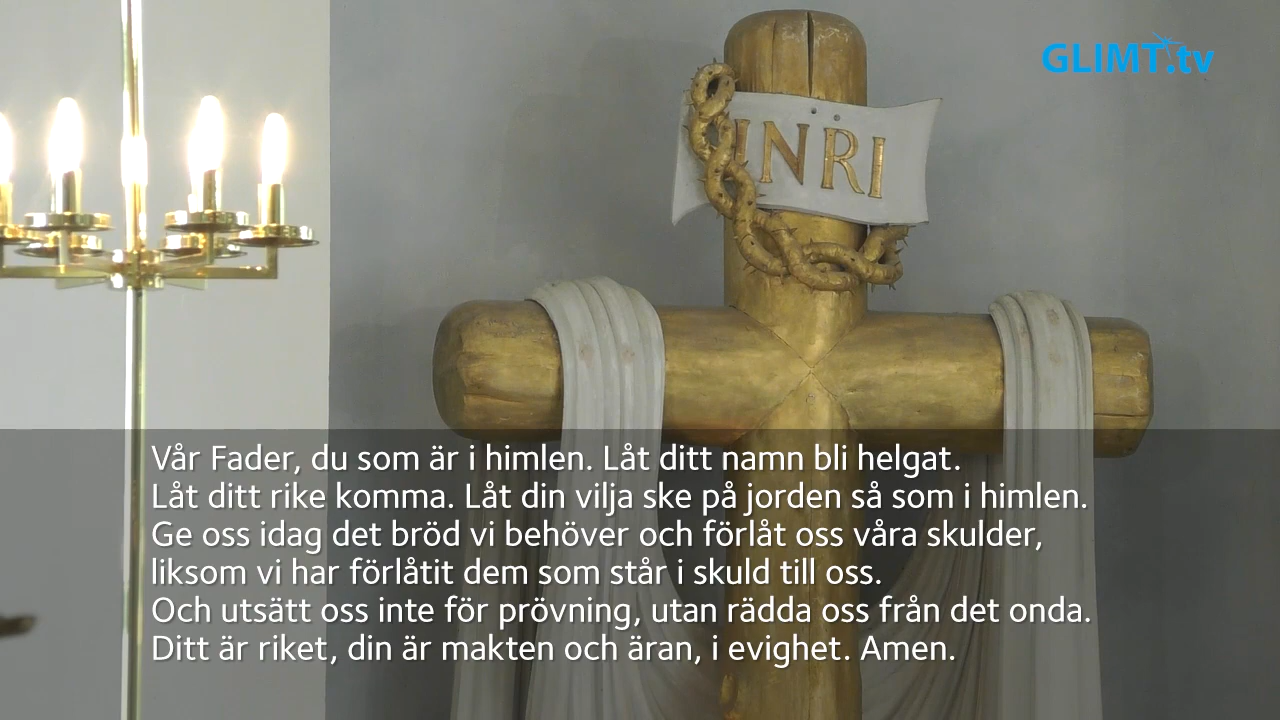 GLIMT.tv
INRI
Vår Fader, du som är i himlen. Låt ditt namn bli helgat.
Låt ditt rike komma. Låt din vilja ske på jorden så som i himlen.
Ge oss idag det bröd vi behöver och förlåt oss våra skulder,
liksom vi har förlåtit dem som står i skuld till oss.
Och utsätt oss inte för prövning, utan rädda oss från det onda.
Ditt är riket, din är makten och äran, i evighet. Amen.